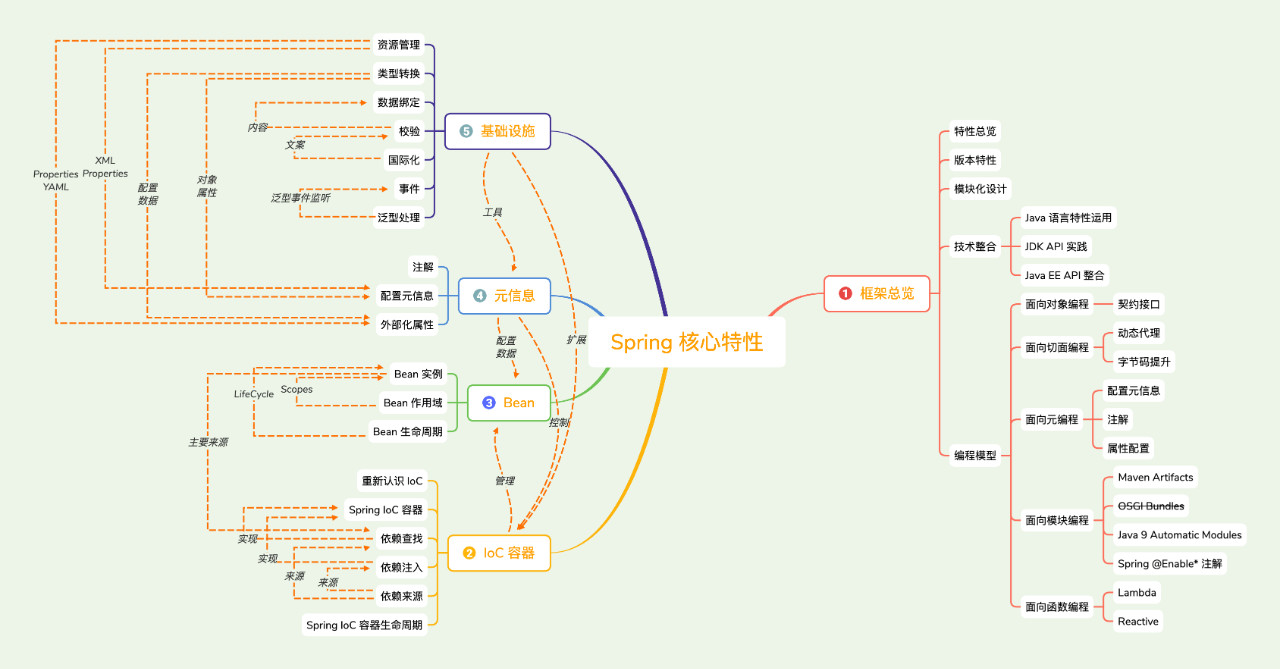 Spring 核心特性
❶ 框架总览
特性总览
版本特性
模块化设计
技术整合
Java 语言特性运用
JDK API 实践
Java EE API 整合
编程模型
面向对象编程
契约接口
面向切面编程
动态代理
字节码提升
面向元编程
配置元信息
注解
属性配置
面向模块编程
Maven Artifacts
OSGI Bundles
Java 9 Automatic Modules
Spring @Enable* 注解
面向函数编程
Lambda
Reactive
❷ IoC 容器
重新认识 IoC
Spring IoC 容器
依赖查找
依赖注入
依赖来源
Spring IoC 容器生命周期
❸ Bean
Bean 实例
Bean 作用域
Bean 生命周期
❹ 元信息
注解
配置元信息
外部化属性
❺ 基础设施
资源管理
类型转换
数据绑定
校验
国际化
事件
泛型处理
Properties
YAML
XML
Properties
配置
数据
对象
属性
内容
文案
泛型事件监听
工具
扩展
配置
数据
控制
管理
LifeCycle
Scopes
主要来源
实现
实现
来源
来源